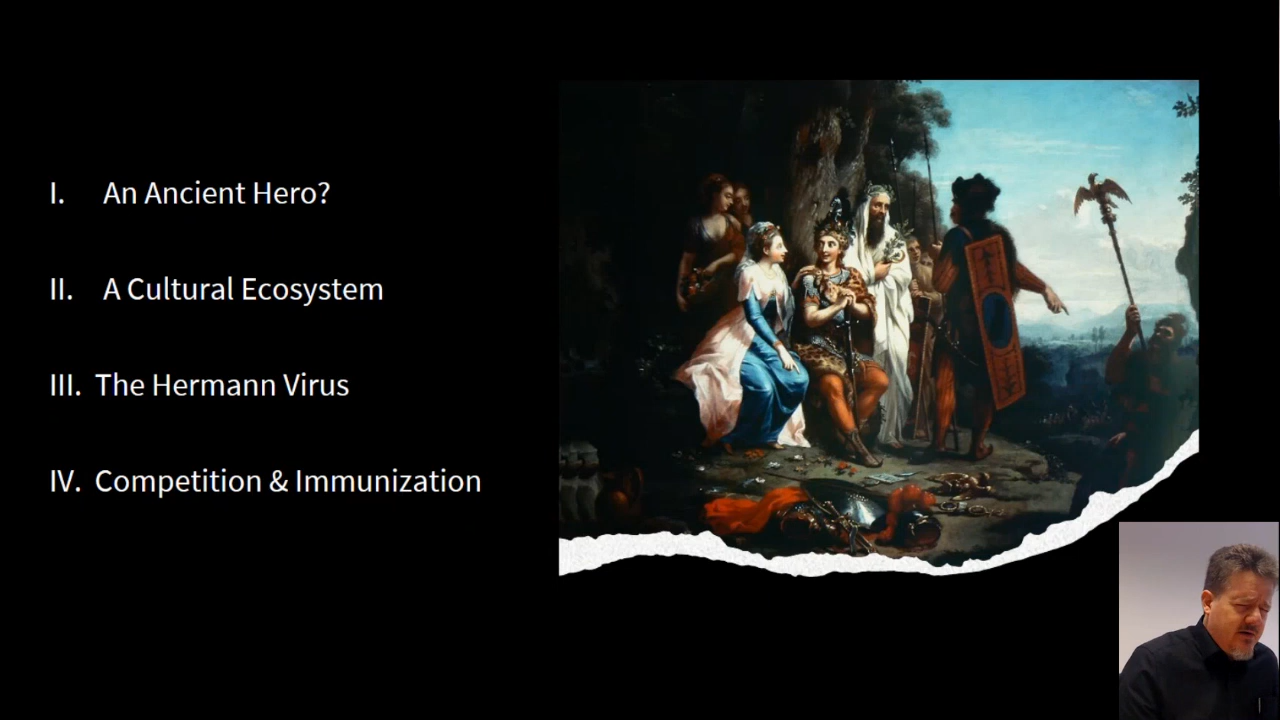 I. An Ancient Hero?
II. A Cultural Ecosystem
III. The Hermann Virus
IV. Competition & Immunization